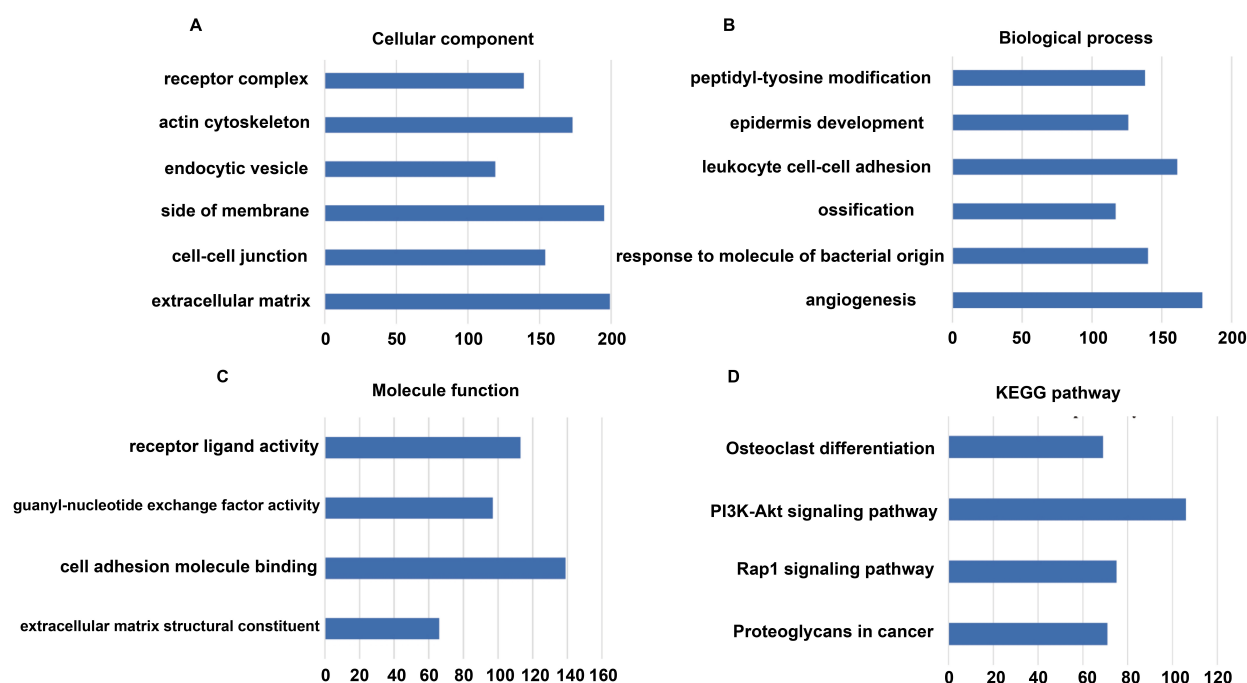 A
Cellular component
receptor complex
actin cytoskeleton
endocytic vesicle
side of membrane
cell-cell junction
extracellular matrix
0 50 100 150 200
B
Biological process
peptidyl-tyosine modification
epidermis development
leukocyte cell-cell adhesion
ossification
response to molecule of bacterial origin
angiogenesis
0 50 100 150 200
C
Molecule function
receptor ligand activity
guanyl-nucleotide exchange factor activity
cell adhesion molecule binding
extracellular matrix structural constituent
0 20 40 60 80 100 120 140 160
D
KEGG pathway
Osteoclast differentiation
PI3K-Akt signaling pathway
Rap1 signaling pathway
Proteoglycans in cancer
0 20 40 60 80 100 120